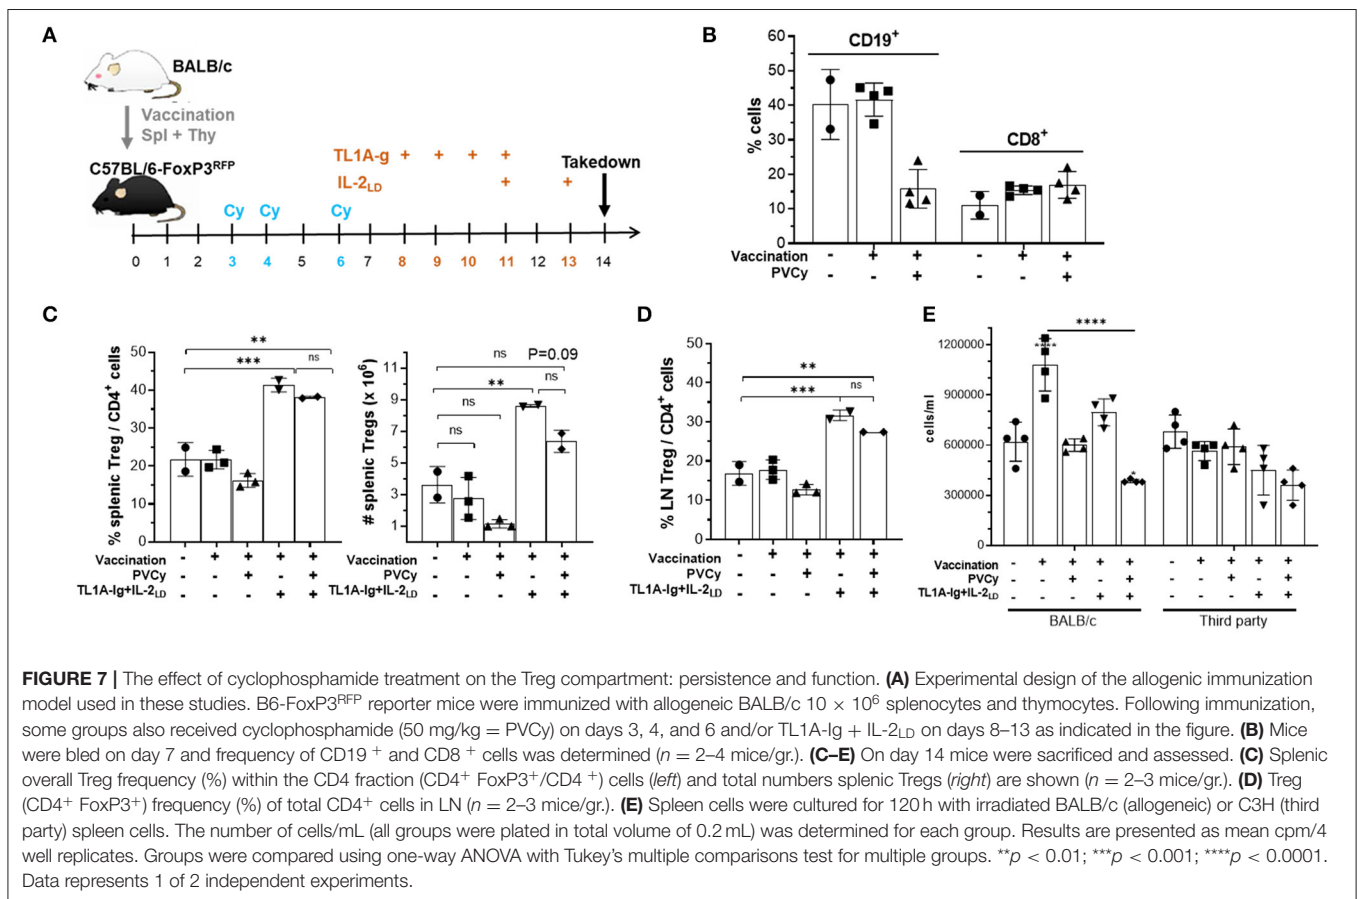 A
BALB/c
Vaccination
Spl + Thy
C57BL/6-FoxP3RFP
TL1A-g + + + +
IL-2LD + +
Takedown
Cy Cy Cy
0 1 2 3 4 5 6 7 8 9 10 11 12 13 14
B
CD19+
CD8+
% cells
60
50
40
30
20
10
0
Vaccination - + + - + +
PVCy - - + - - +
C
**
***
ns
% splenic Treg / CD4+ cells
50
40
30
20
10
0
Vaccination - + + + +
PVCy - - + - +
TL1A-Ig+IL-2LD - - - + +
ns P=0.09
** ns
ns
ns
# splenic Tregs (x 10⁶)
11
9
7
5
3
1
- + + + +
- - + - +
- - - + +
D
**
***
ns
% LN Treg / CD4+ cells
50
40
30
20
10
0
Vaccination - + + + +
PVCy - - + - +
TL1A-Ig+IL-2LD - - - + +
E
****
****
*
cells/ml
1200000
900000
600000
300000
0
Vaccination - + + + + - + + + +
PVCy - - + - + - - + - +
TL1A-Ig+IL-2LD - - - + + - - - + +
BALB/c Third party
FIGURE 7 | The effect of cyclophosphamide treatment on the Treg compartment: persistence and function. (A) Experimental design of the allogenic immunization
model used in these studies. B6-FoxP3RFP reporter mice were immunized with allogeneic BALB/c 10 × 10⁶ splenocytes and thymocytes. Following immunization,
some groups also received cyclophosphamide (50 mg/kg = PVCy) on days 3, 4, and 6 and/or TL1A-Ig + IL-2LD on days 8–13 as indicated in the figure. (B) Mice
were bled on day 7 and frequency of CD19 + and CD8 + cells was determined (n = 2–4 mice/gr.). (C–E) On day 14 mice were sacrificed and assessed. (C) Splenic
overall Treg frequency (%) within the CD4 fraction (CD4+ FoxP3+/CD4 +) cells (left) and total numbers splenic Tregs (right) are shown (n = 2–3 mice/gr.). (D) Treg
(CD4+ FoxP3+) frequency (%) of total CD4+ cells in LN (n = 2–3 mice/gr.). (E) Spleen cells were cultured for 120 h with irradiated BALB/c (allogeneic) or C3H (third
party) spleen cells. The number of cells/mL (all groups were plated in total volume of 0.2 mL) was determined for each group. Results are presented as mean cpm/4
well replicates. Groups were compared using one-way ANOVA with Tukey's multiple comparisons test for multiple groups. **p < 0.01; ***p < 0.001; ****p < 0.0001.
Data represents 1 of 2 independent experiments.